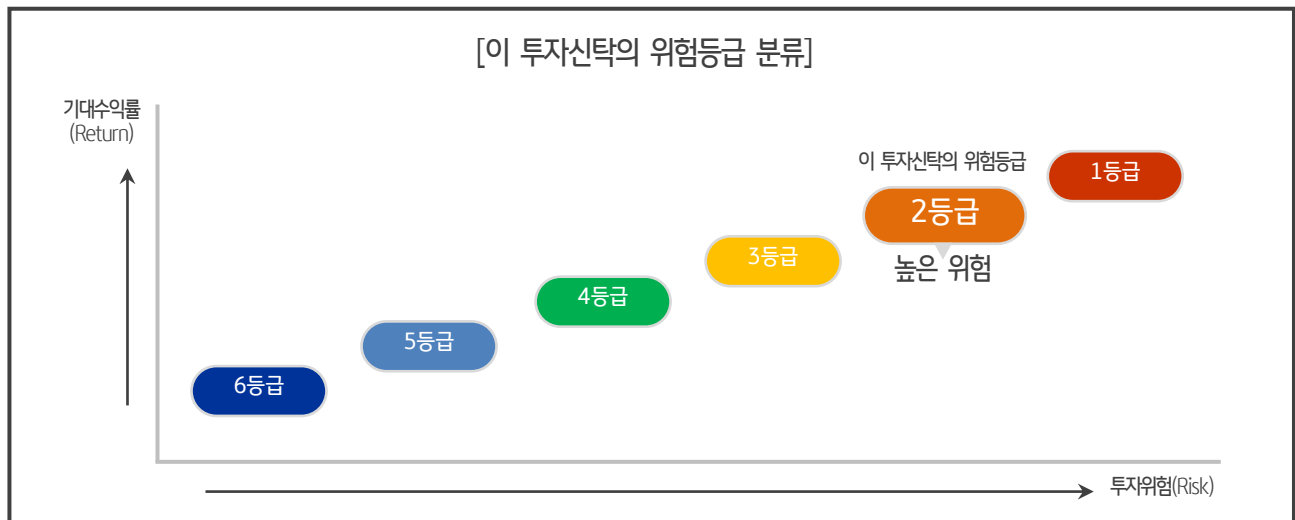 [이 투자신탁의 위험등급 분류]
기대수익률
(Return)
이 투자신탁의 위험등급
1등급
2등급
높은 위험
3등급
4등급
5등급
6등급
투자위험(Risk)